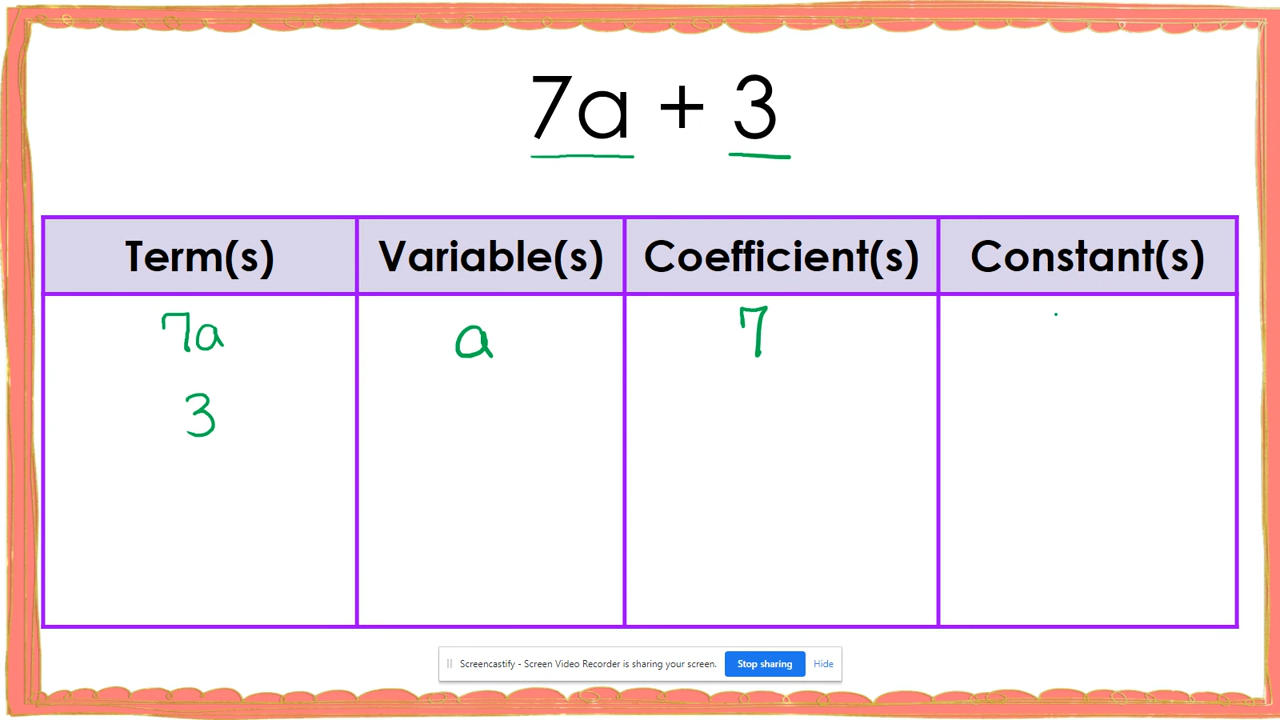 7a + 3
Term(s) Variable(s) Coefficient(s) Constant(s)
7a a 7
3
Screencastify - Screen Video Recorder is sharing your screen. Stop sharing Hide